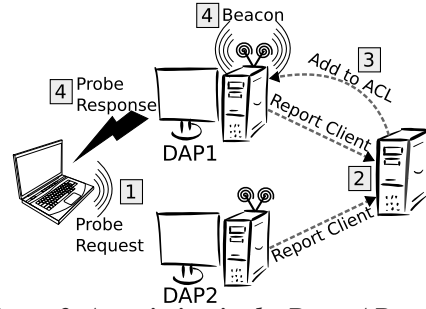 4 Beacon
3
Add to ACL
4 Probe
Response
Report Client
DAP1
1
2
Probe
Request
Report Client
DAP2